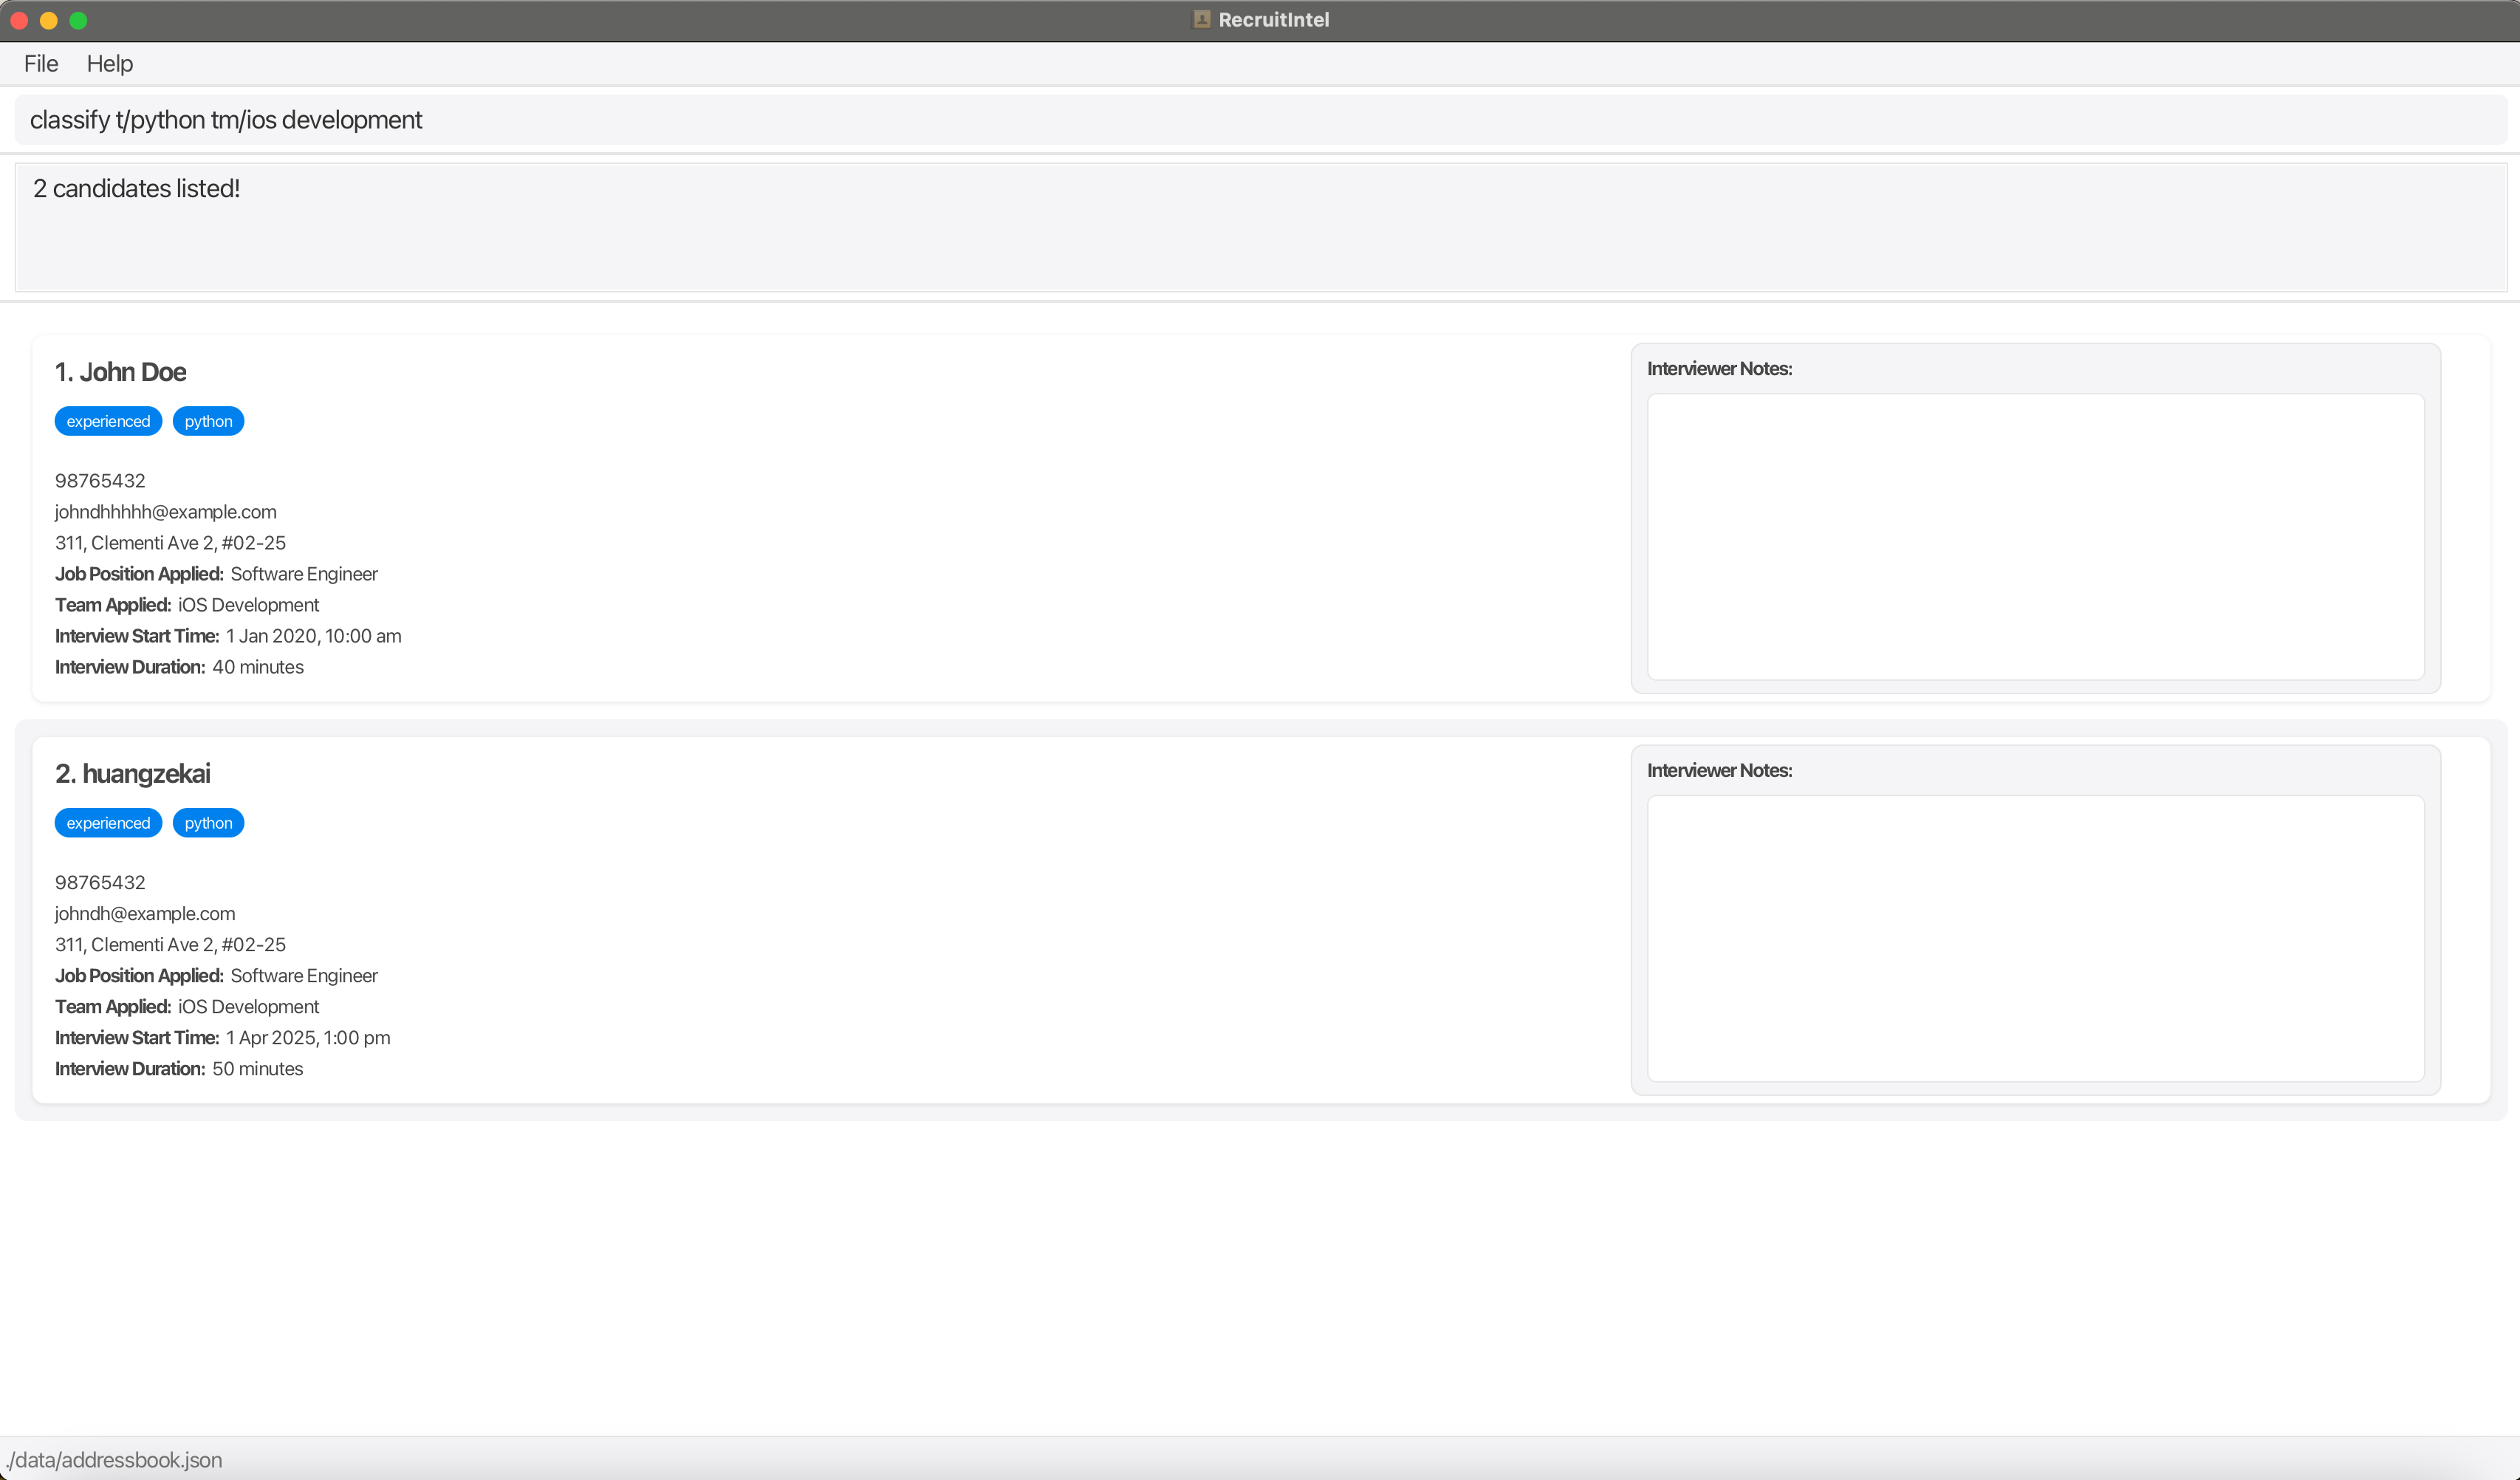 RecruitIntel
File Help
classify t/python tm/ios development
2 candidates listed!
1. John Doe
experienced python
98765432
johndhhhhh@example.com
311, Clementi Ave 2, #02-25
Job Position Applied: Software Engineer
Team Applied: iOS Development
Interview Start Time: 1 Jan 2020, 10:00 am
Interview Duration: 40 minutes
Interviewer Notes:
2. huangzekai
experienced python
98765432
johndh@example.com
311, Clementi Ave 2, #02-25
Job Position Applied: Software Engineer
Team Applied: iOS Development
Interview Start Time: 1 Apr 2025, 1:00 pm
Interview Duration: 50 minutes
Interviewer Notes:
./data/addressbook.json